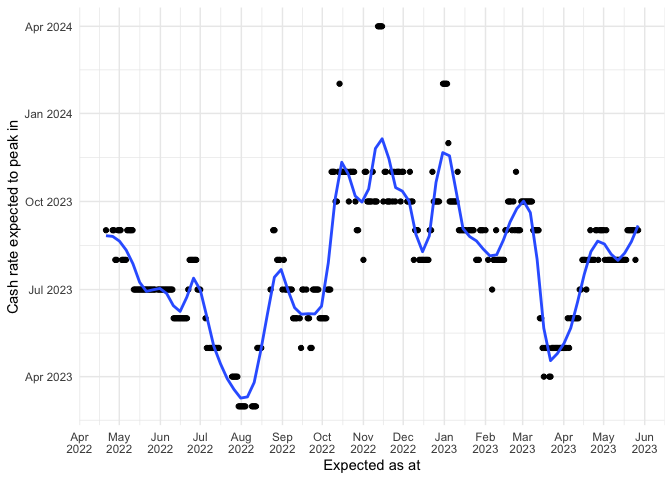 Cash rate expected to peak in
Apr 2024
Jan 2024
Oct 2023
Jul 2023
Apr 2023
Apr May Jun Jul Aug Sep Oct Nov Dec Jan Feb Mar Apr May Jun
2022 2022 2022 2022 2022 2022 2022 2022 2022 2023 2023 2023 2023 2023 2023
Expected as at